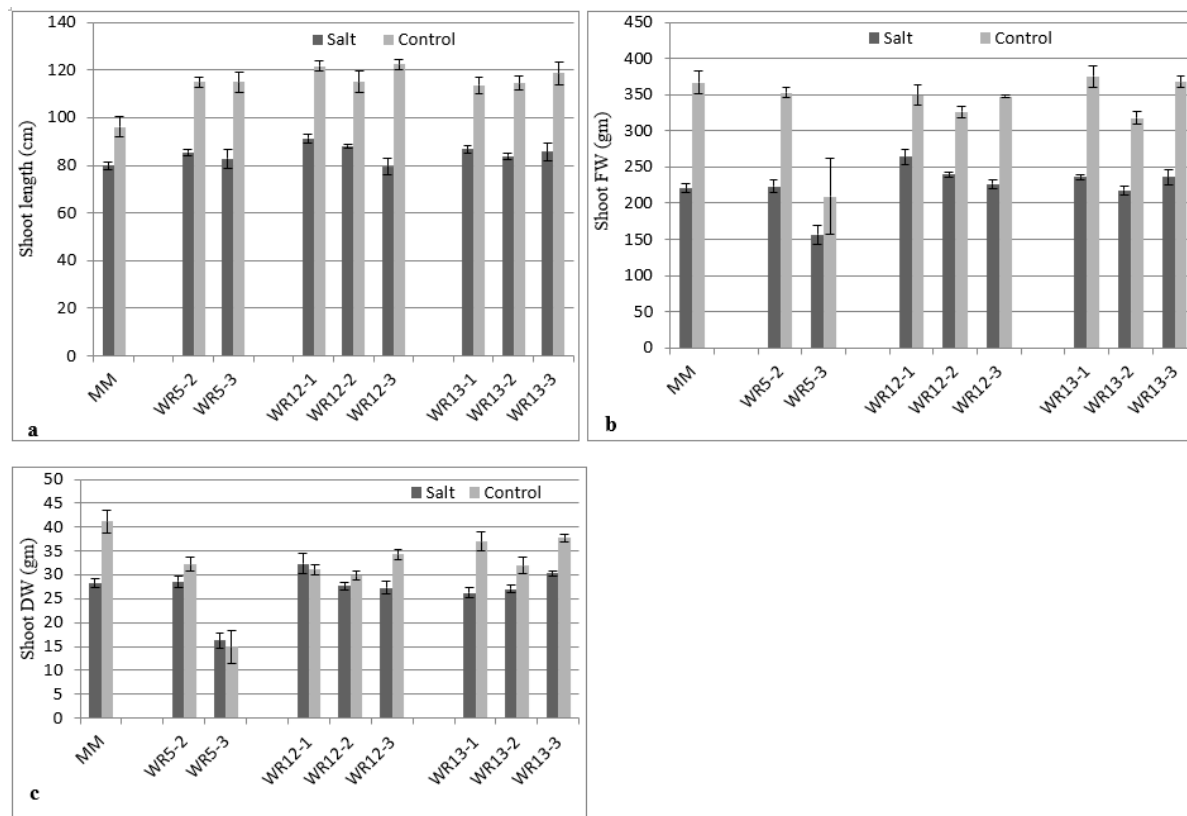 140
120
100
80
60
40
20
0
Shoot length (cm)
Salt Control
MM WR5-2 WR5-3 WR12-1 WR12-2 WR12-3 WR13-1 WR13-2 WR13-3
a
450
400
350
300
250
200
150
100
50
0
Shoot FW (gm)
Salt Control
MM WR5-2 WR5-3 WR12-1 WR12-2 WR12-3 WR13-1 WR13-2 WR13-3
b
50
45
40
35
30
25
20
15
10
5
0
Shoot DW (gm)
Salt Control
MM WR5-2 WR5-3 WR12-1 WR12-2 WR12-3 WR13-1 WR13-2 WR13-3
c